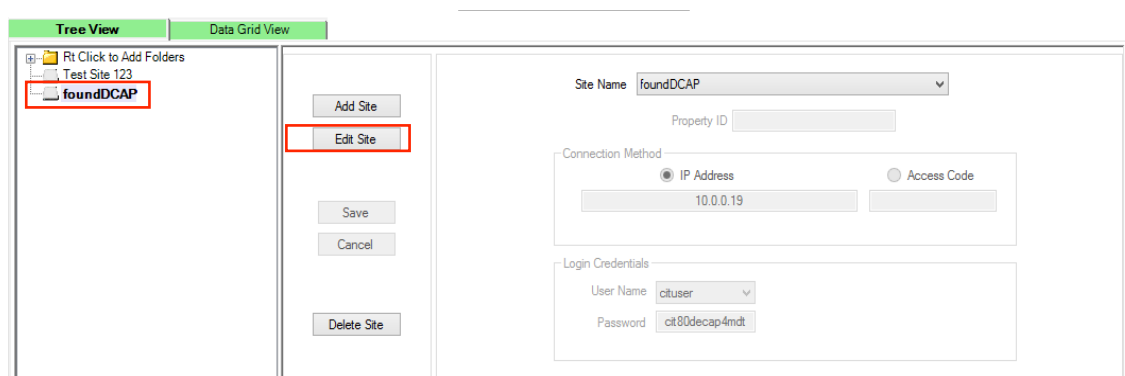 Tree View
Data Grid View
Rt Click to Add Folders
Test Site 123
foundDCAP
Add Site
Edit Site
Save
Cancel
Delete Site
Site Name foundDCAP
Property ID
Connection Method
IP Address
Access Code
10.0.0.19
Login Credentials
User Name cituser
Password cit80decap4mdt